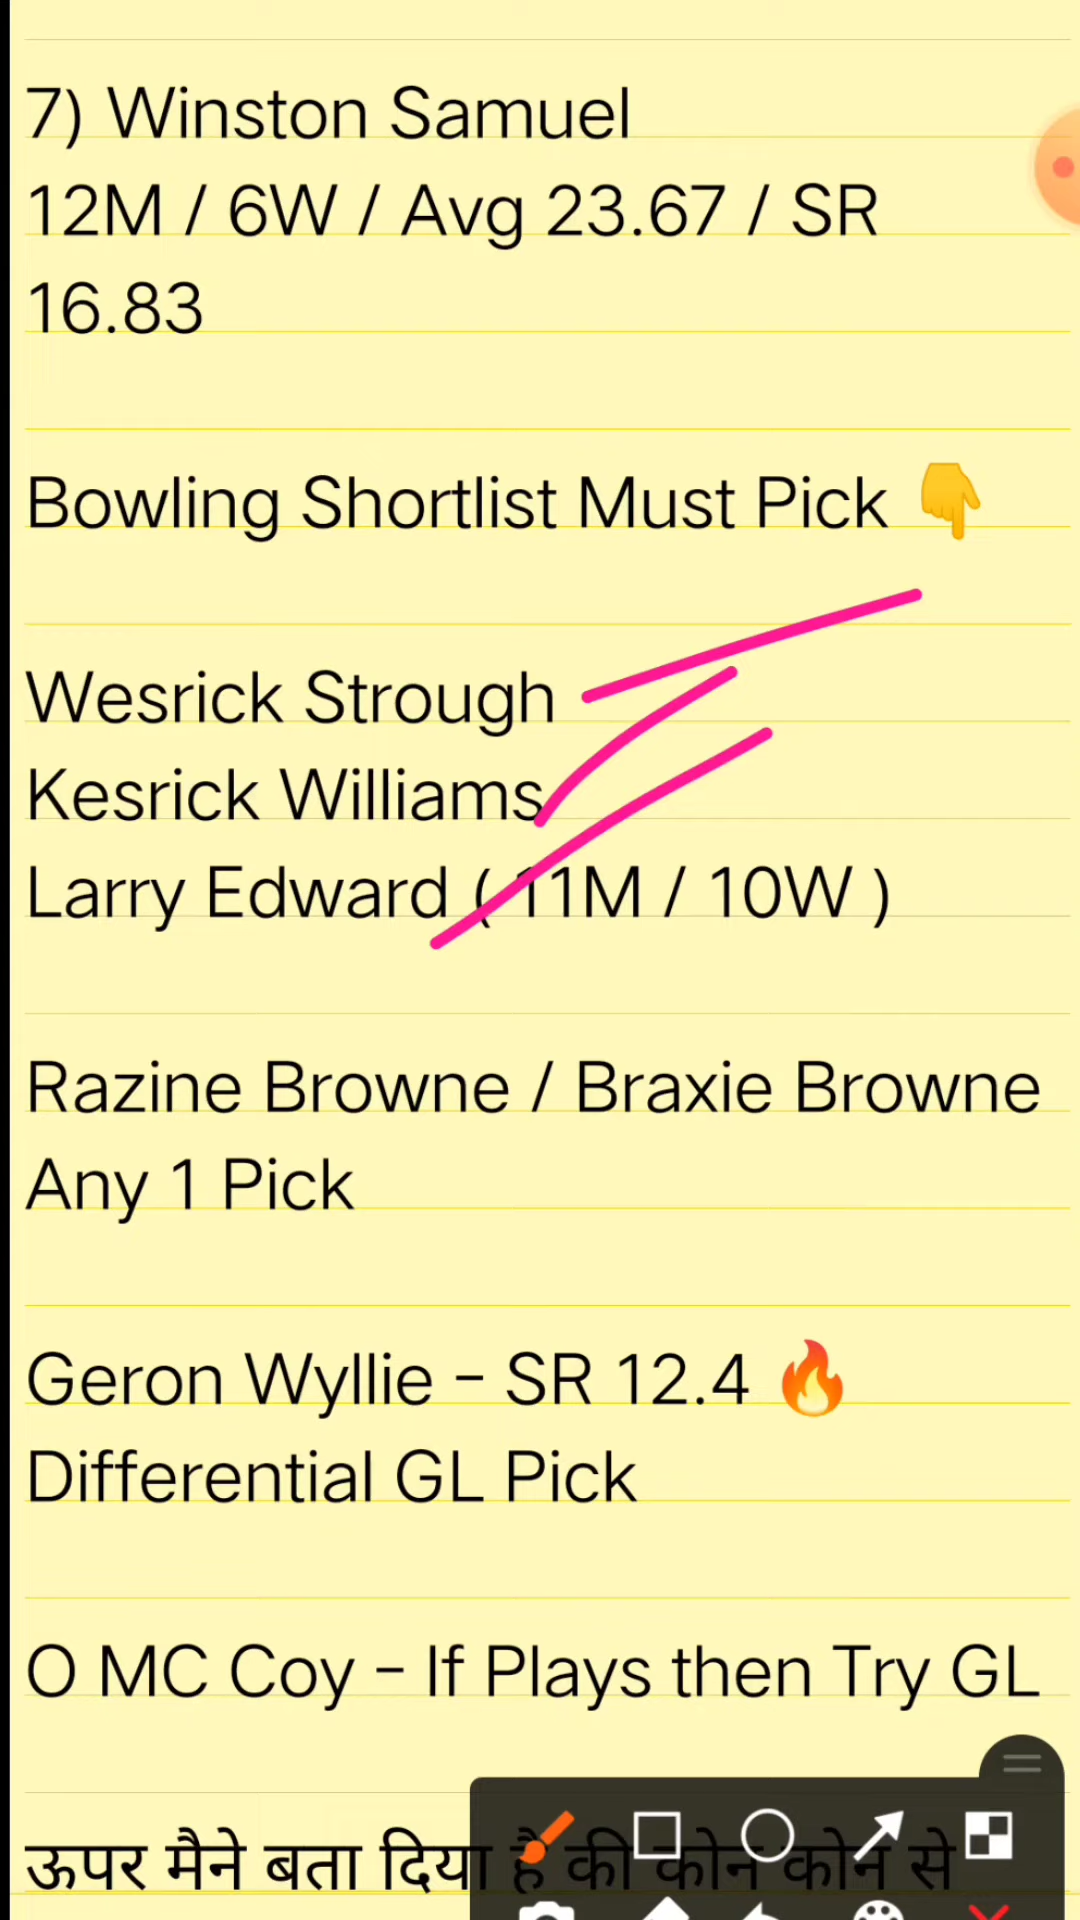 7) Winston Samuel
12M / 6W / Avg 23.67 / SR
16.83
Bowling Shortlist Must Pick 👇
Wesrick Strough
Kesrick Williams
Larry Edward ( 11M / 10W )
Razine Browne / Braxie Browne
Any 1 Pick
Geron Wyllie - SR 12.4 🔥
Differential GL Pick
O MC Coy - If Plays then Try GL
ऊपर मैने बता दिया है की कोन कोन से